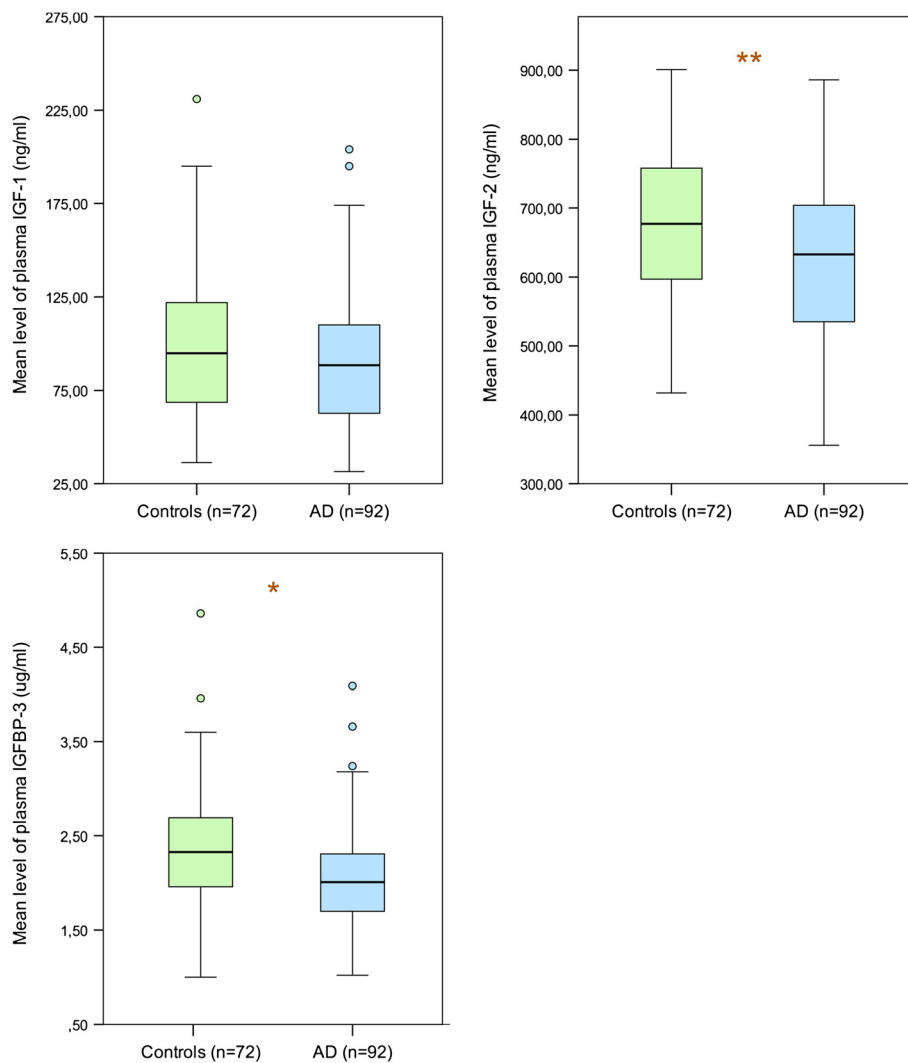 Mean level of plasma IGF-1 (ng/ml)
275,00
225,00
175,00
125,00
75,00
25,00
Controls (n=72)
AD (n=92)
Mean level of plasma IGF-2 (ng/ml)
**
900,00
800,00
700,00
600,00
500,00
400,00
300,00
Controls (n=72)
AD (n=92)
Mean level of plasma IGFBP-3 (ug/ml)
*
5,50
4,50
3,50
2,50
1,50
,50
Controls (n=72)
AD (n=92)